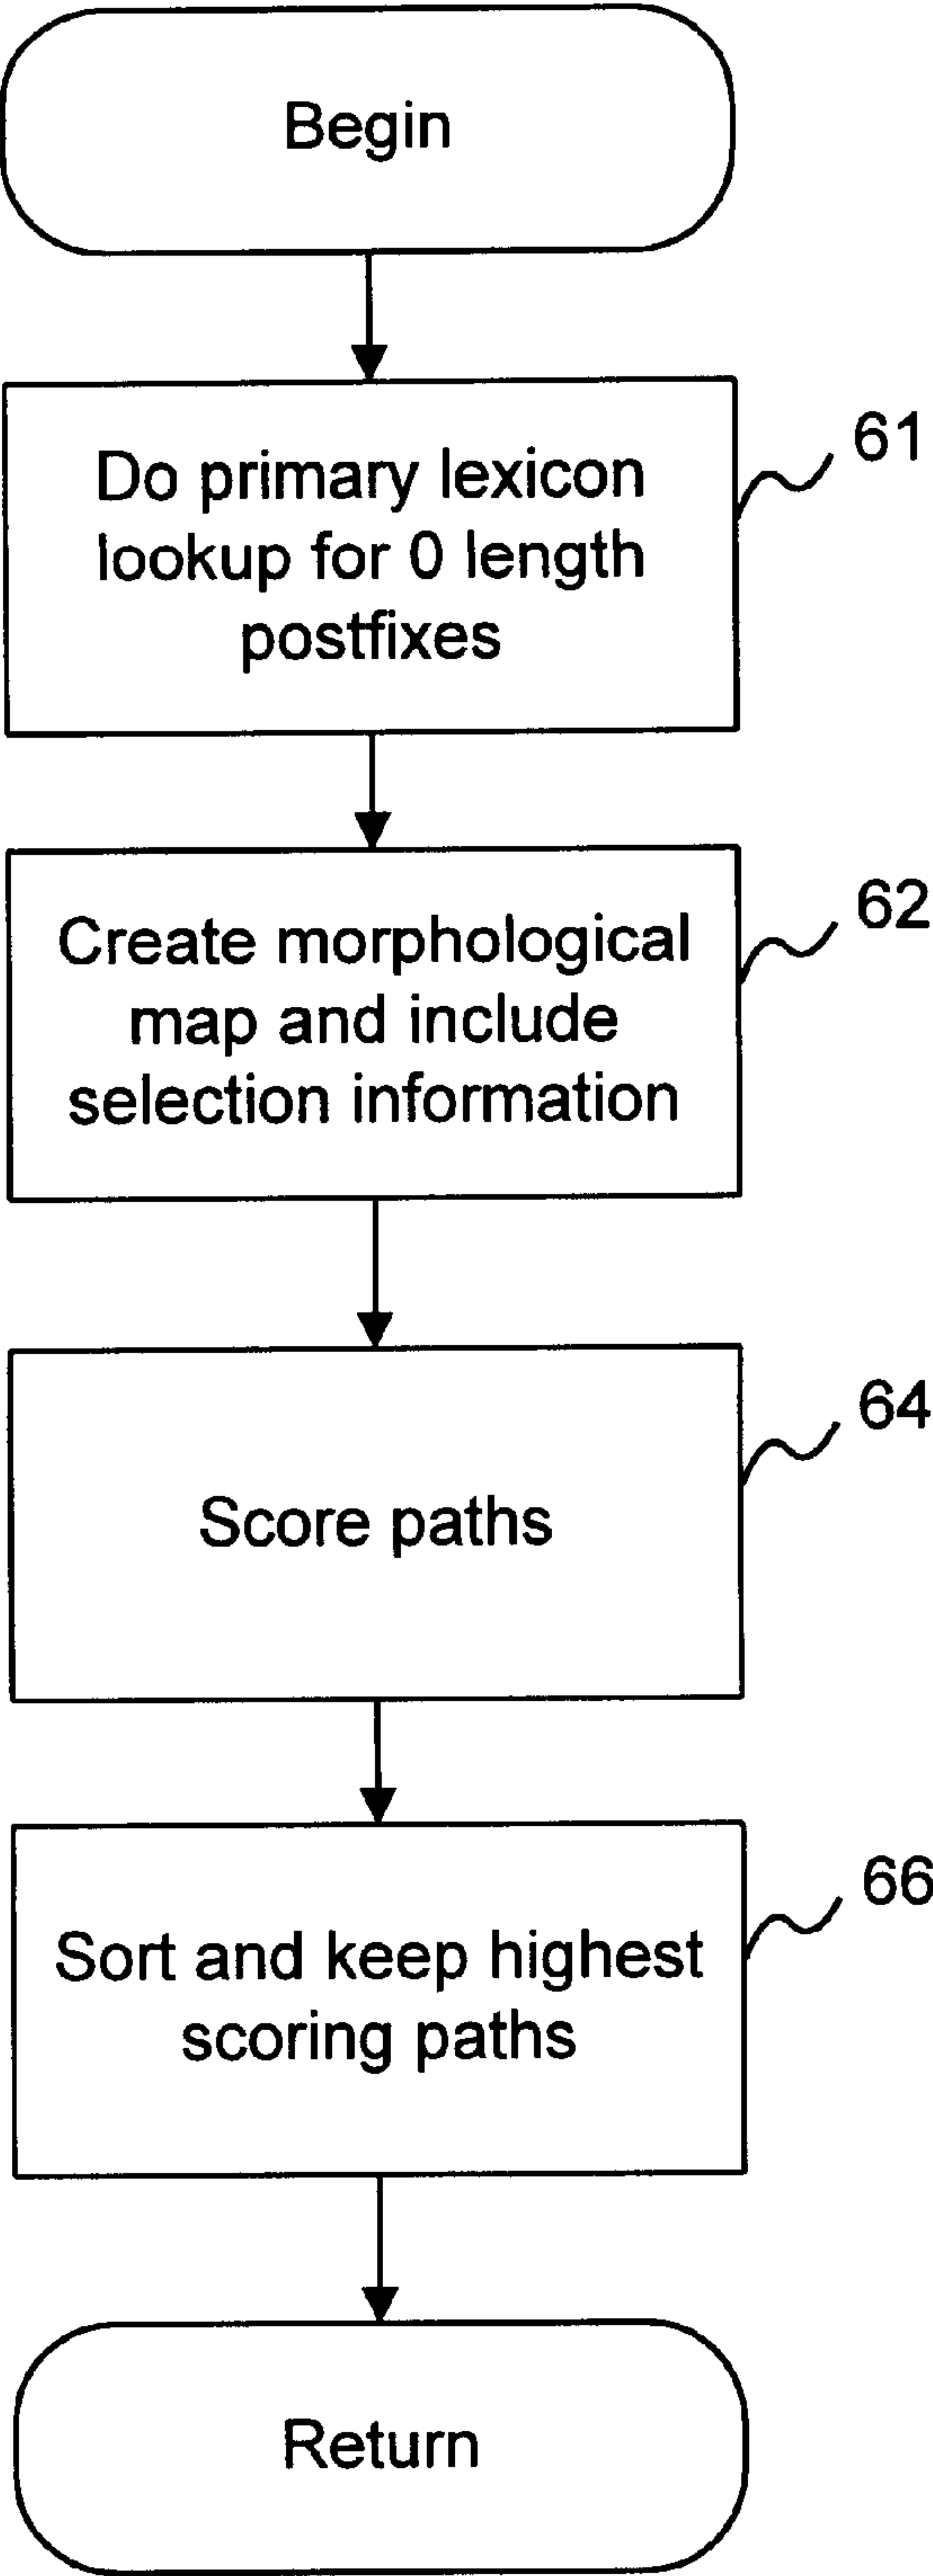 Begin
Do primary lexicon
lookup for 0 length
postfixes
61
Create morphological
map and include
selection information
62
Score paths
64
Sort and keep highest
scoring paths
66
Return